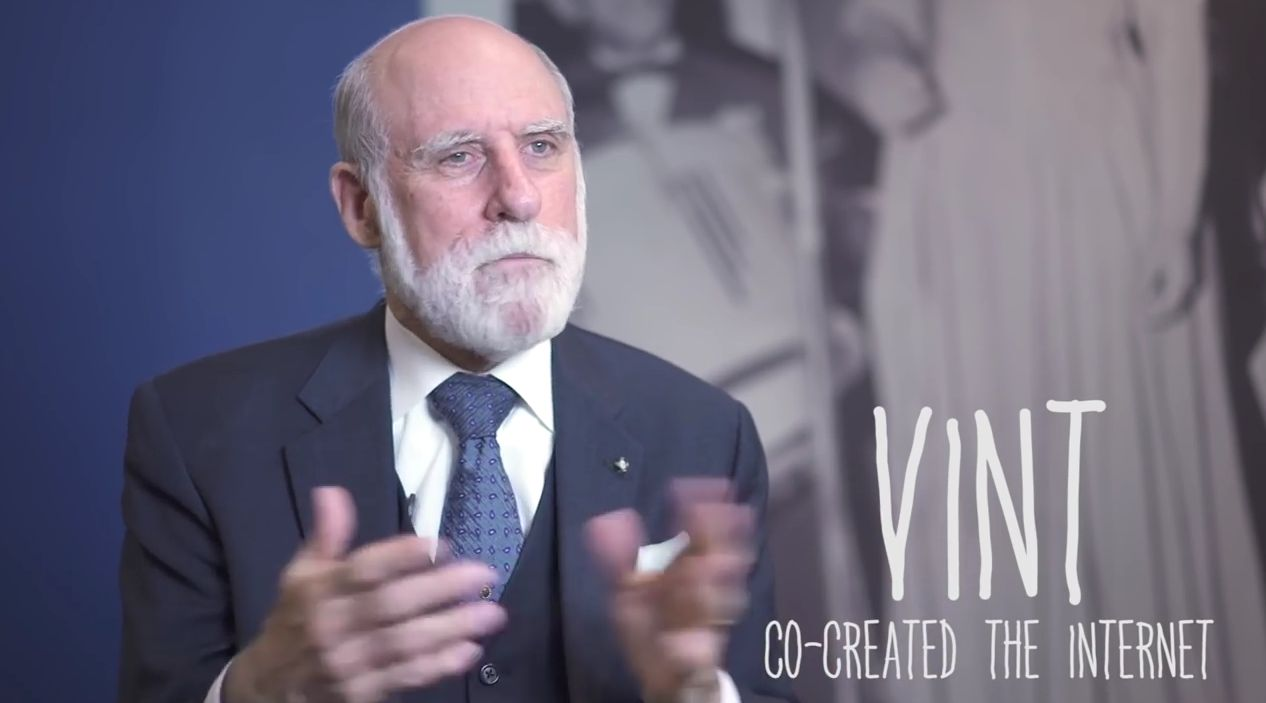 VINT
CO-CREATED THE INTERNET